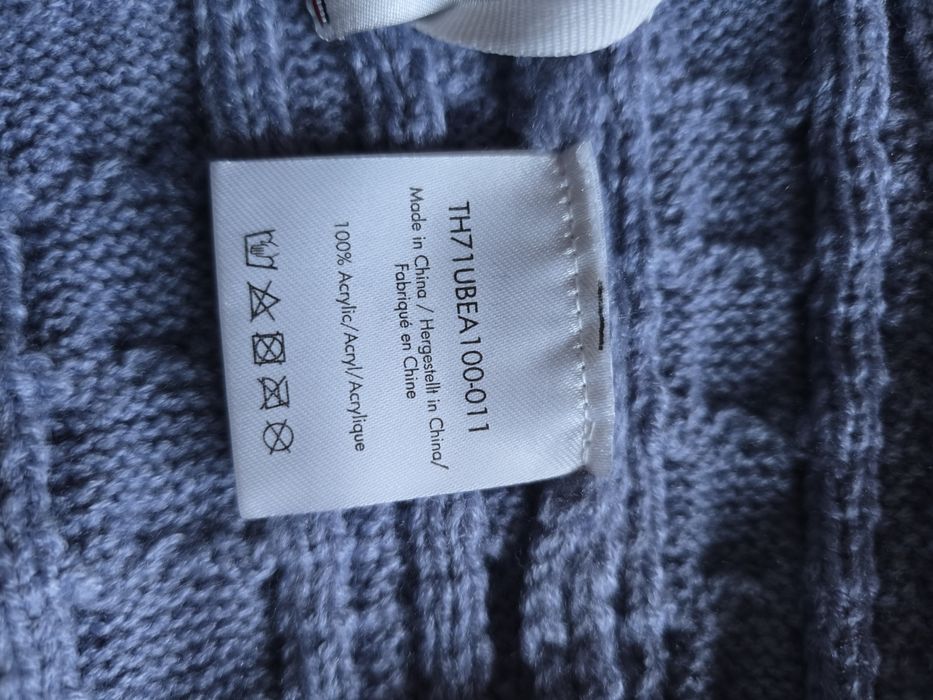 TH71UBEA100-011
Made in China / Hergestellt in China/
Fabriqué en Chine
100% Acrylic/Acryl/Acrylique